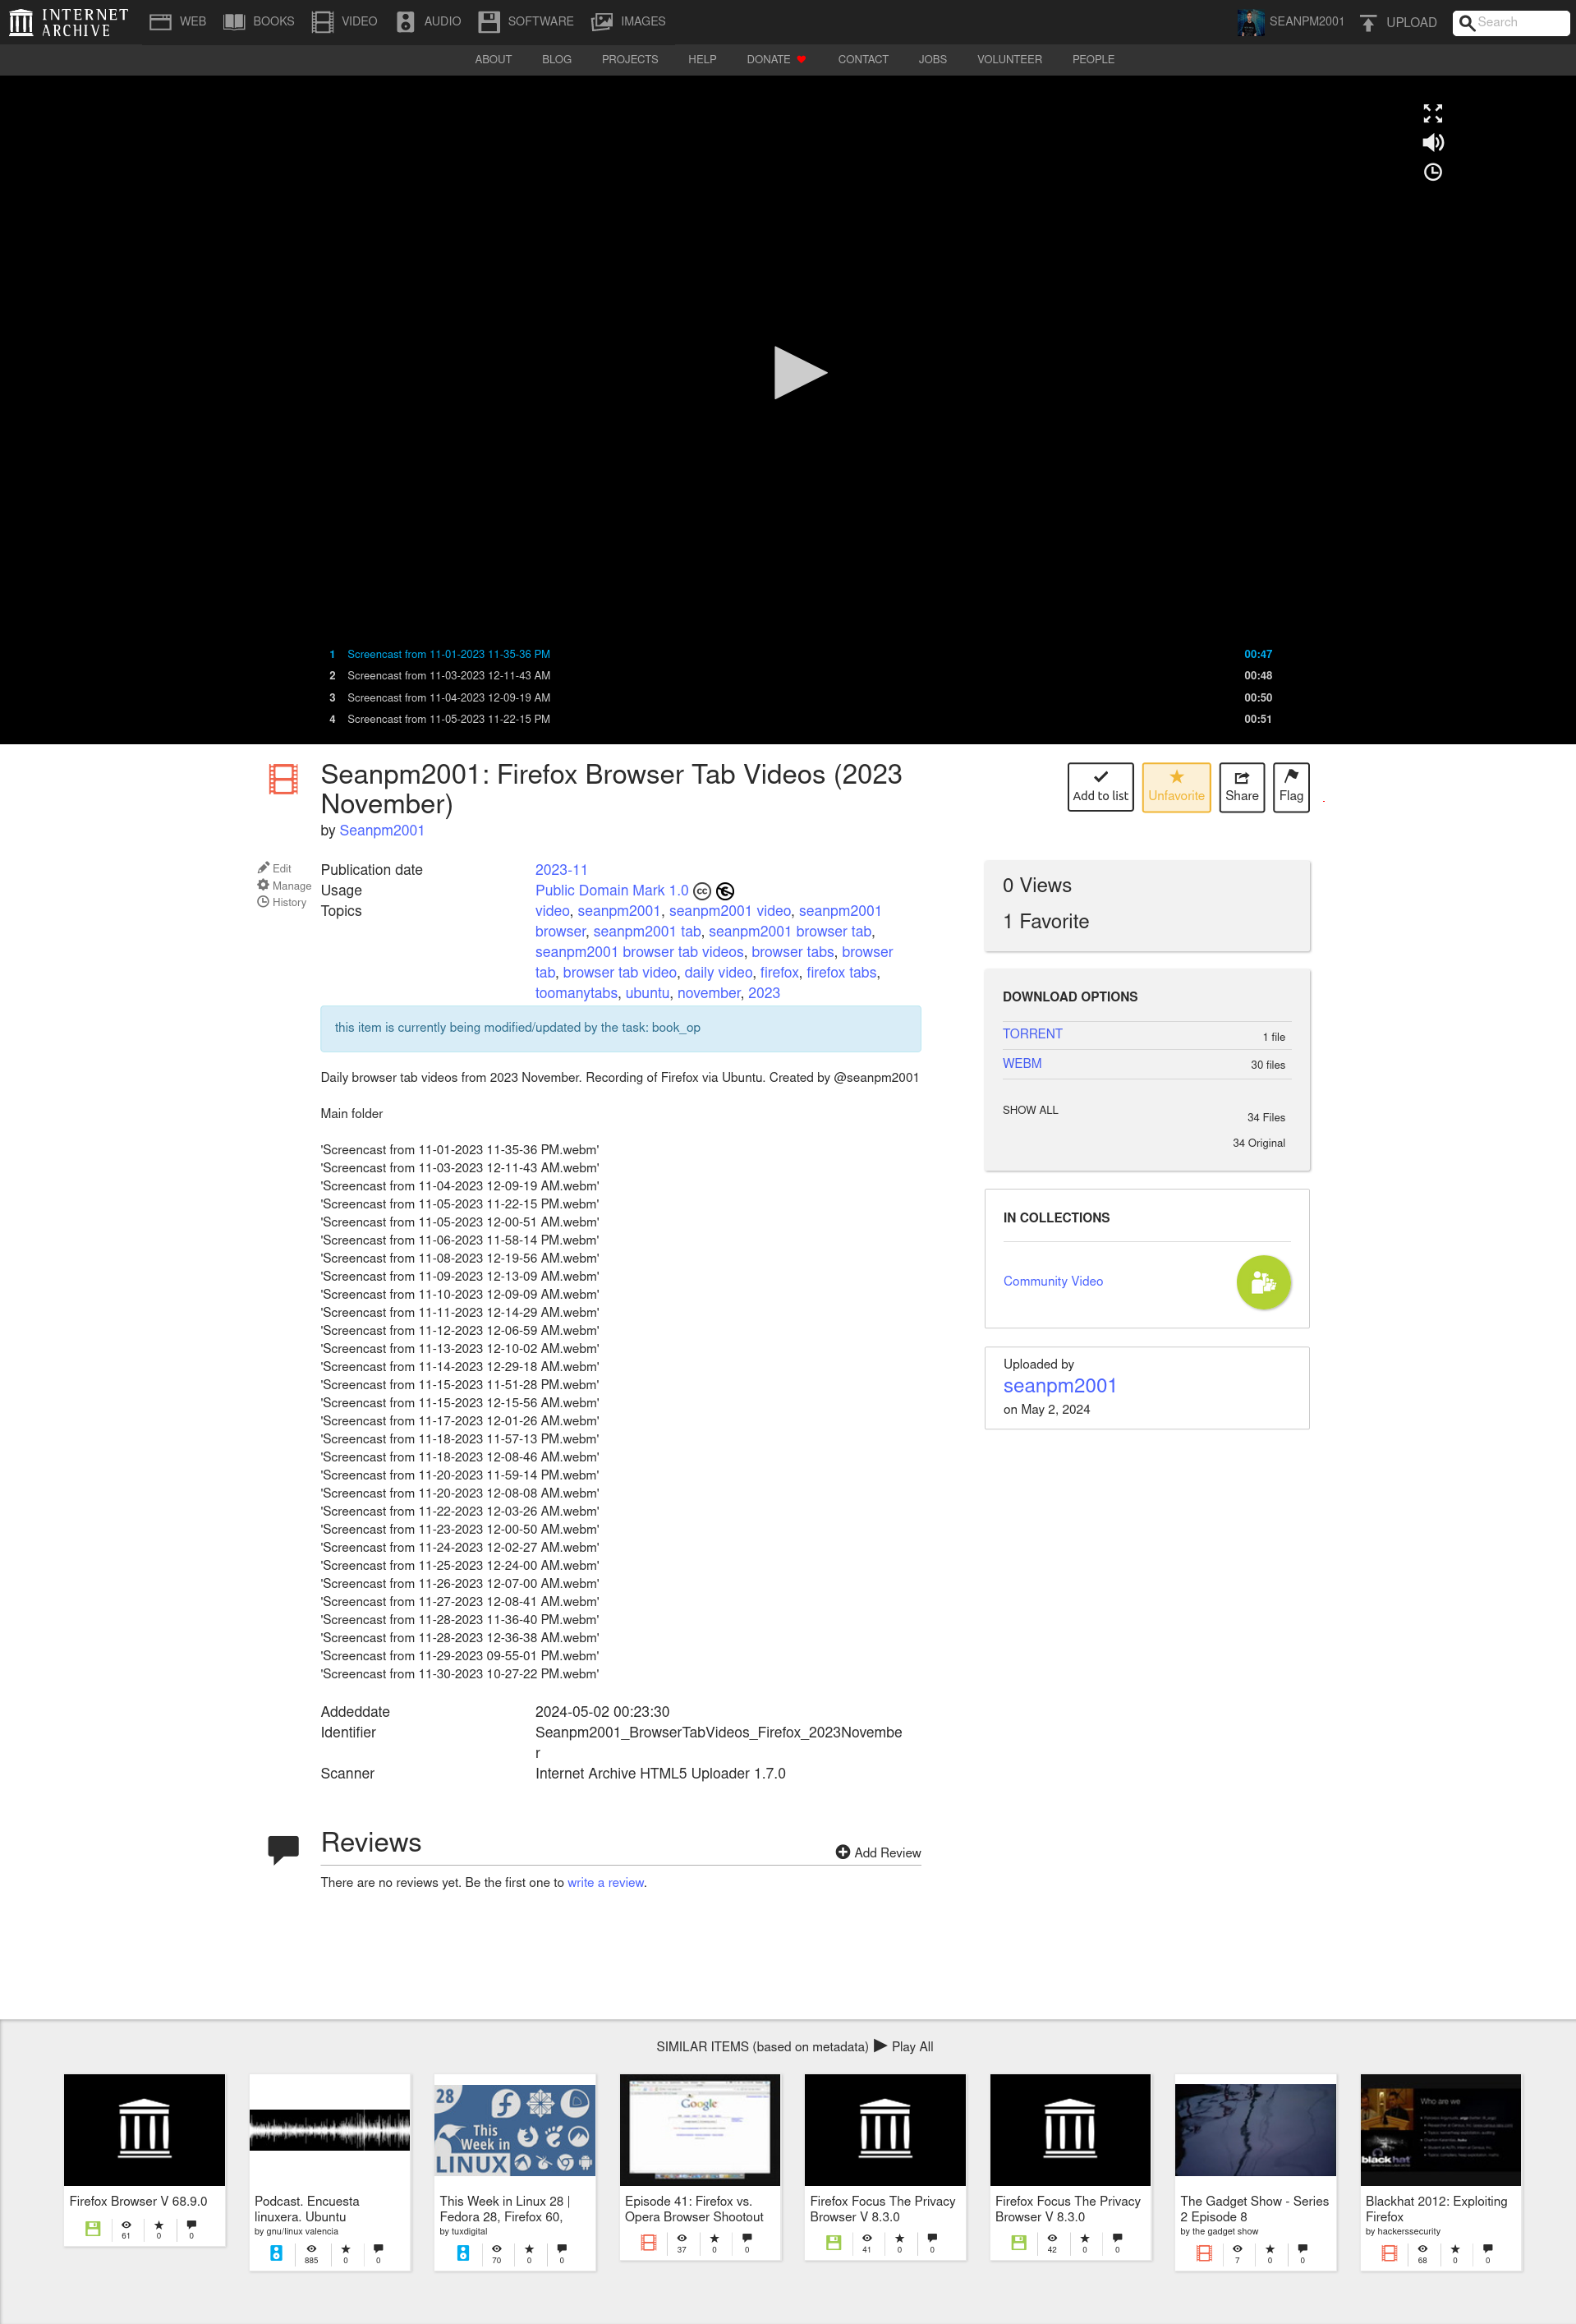 INTERNET ARCHIVE
WEB
BOOKS
VIDEO
AUDIO
SOFTWARE
IMAGES
SEANPM2001
UPLOAD
Search
ABOUT
BLOG
PROJECTS
HELP
DONATE
CONTACT
JOBS
VOLUNTEER
PEOPLE
1 Screencast from 11-01-2023 11-35-36 PM 00:47
2 Screencast from 11-03-2023 12-11-43 AM 00:48
3 Screencast from 11-04-2023 12-09-19 AM 00:50
4 Screencast from 11-05-2023 11-22-15 PM 00:51
Seanpm2001: Firefox Browser Tab Videos (2023
November)
by Seanpm2001
Add to list
Unfavorite
Share
Flag
Edit
Manage
History
Publication date 2023-11
Usage Public Domain Mark 1.0
Topics video, seanpm2001, seanpm2001 video, seanpm2001
browser, seanpm2001 tab, seanpm2001 browser tab,
seanpm2001 browser tab videos, browser tabs, browser
tab, browser tab video, daily video, firefox, firefox tabs,
toomanytabs, ubuntu, november, 2023
this item is currently being modified/updated by the task: book_op
Daily browser tab videos from 2023 November. Recording of Firefox via Ubuntu. Created by @seanpm2001
Main folder
'Screencast from 11-01-2023 11-35-36 PM.webm'
'Screencast from 11-03-2023 12-11-43 AM.webm'
'Screencast from 11-04-2023 12-09-19 AM.webm'
'Screencast from 11-05-2023 11-22-15 PM.webm'
'Screencast from 11-05-2023 12-00-51 AM.webm'
'Screencast from 11-06-2023 11-58-14 PM.webm'
'Screencast from 11-08-2023 12-19-56 AM.webm'
'Screencast from 11-09-2023 12-13-09 AM.webm'
'Screencast from 11-10-2023 12-09-09 AM.webm'
'Screencast from 11-11-2023 12-14-29 AM.webm'
'Screencast from 11-12-2023 12-06-59 AM.webm'
'Screencast from 11-13-2023 12-10-02 AM.webm'
'Screencast from 11-14-2023 12-29-18 AM.webm'
'Screencast from 11-15-2023 11-51-28 PM.webm'
'Screencast from 11-15-2023 12-15-56 AM.webm'
'Screencast from 11-17-2023 12-01-26 AM.webm'
'Screencast from 11-18-2023 11-57-13 PM.webm'
'Screencast from 11-18-2023 12-08-46 AM.webm'
'Screencast from 11-20-2023 11-59-14 PM.webm'
'Screencast from 11-20-2023 12-08-08 AM.webm'
'Screencast from 11-22-2023 12-03-26 AM.webm'
'Screencast from 11-23-2023 12-00-50 AM.webm'
'Screencast from 11-24-2023 12-02-27 AM.webm'
'Screencast from 11-25-2023 12-24-00 AM.webm'
'Screencast from 11-26-2023 12-07-00 AM.webm'
'Screencast from 11-27-2023 12-08-41 AM.webm'
'Screencast from 11-28-2023 11-36-40 PM.webm'
'Screencast from 11-28-2023 12-36-38 AM.webm'
'Screencast from 11-29-2023 09-55-01 PM.webm'
'Screencast from 11-30-2023 10-27-22 PM.webm'
Addeddate 2024-05-02 00:23:30
Identifier Seanpm2001_BrowserTabVideos_Firefox_2023Novembe
r
Scanner Internet Archive HTML5 Uploader 1.7.0
0 Views
1 Favorite
DOWNLOAD OPTIONS
TORRENT 1 file
WEBM 30 files
SHOW ALL
34 Files
34 Original
IN COLLECTIONS
Community Video
Uploaded by
seanpm2001
on May 2, 2024
Reviews
Add Review
There are no reviews yet. Be the first one to write a review.
SIMILAR ITEMS (based on metadata) Play All
Firefox Browser V 68.9.0
61 0 0
Podcast. Encuesta
linuxera. Ubuntu
by gnu/linux valencia
885 0 0
28
This
Week in
LINUX
This Week in Linux 28 |
Fedora 28, Firefox 60,
by tuxdigital
70 0 0
Google
Episode 41: Firefox vs.
Opera Browser Shootout
37 0 0
Firefox Focus The Privacy
Browser V 8.3.0
41 0 0
Firefox Focus The Privacy
Browser V 8.3.0
42 0 0
The Gadget Show - Series
2 Episode 8
by the gadget show
7 0 0
Who are we
blackhat
Blackhat 2012: Exploiting
Firefox
by hackerssecurity
68 0 0